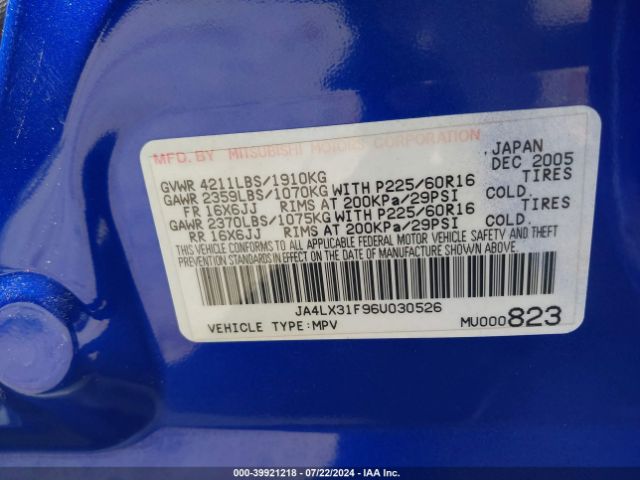 MFD. BY MITSUBISHI MOTORS CORPORATION, JAPAN
GVWR 4211LBS/1910KG DEC 2005
GAWR 2359LBS/1070KG WITH P225/60R16 TIRES
FR 16X6JJ RIMS AT 200KPa/29PSI COLD.
GAWR 2370LBS/1075KG WITH P225/60R16 TIRES
RR 16X6JJ RIMS AT 200KPa/29PSI COLD.
THIS VEHICLE CONFORMS TO ALL APPLICABLE FEDERAL MOTOR VEHICLE SAFETY AND THEFT
PREVENTION STANDARDS IN EFFECT ON THE DATE OF MANUFACTURE SHOWN ABOVE.
JA4LX31F96U030526
VEHICLE TYPE:MPV MU000823
000-39921218 - 07/22/2024 - IAA Inc.